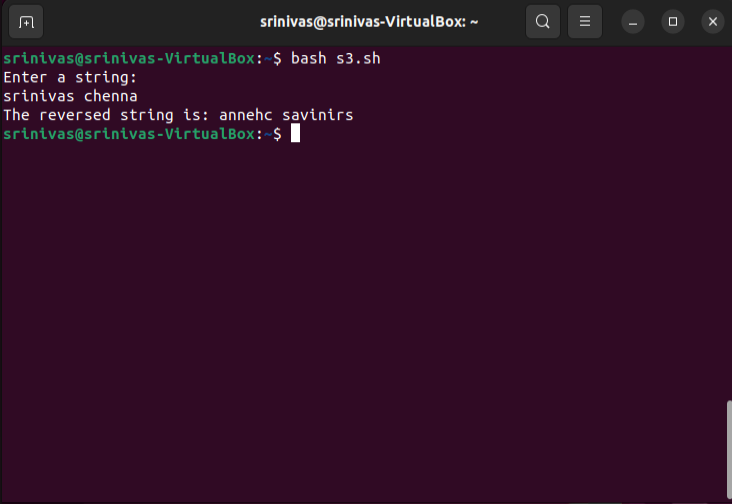 srinivas@srinivas-VirtualBox: ~
srinivas@srinivas-VirtualBox:~$ bash s3.sh
Enter a string:
srinivas chenna
The reversed string is: annehc savinirs
srinivas@srinivas-VirtualBox:~$